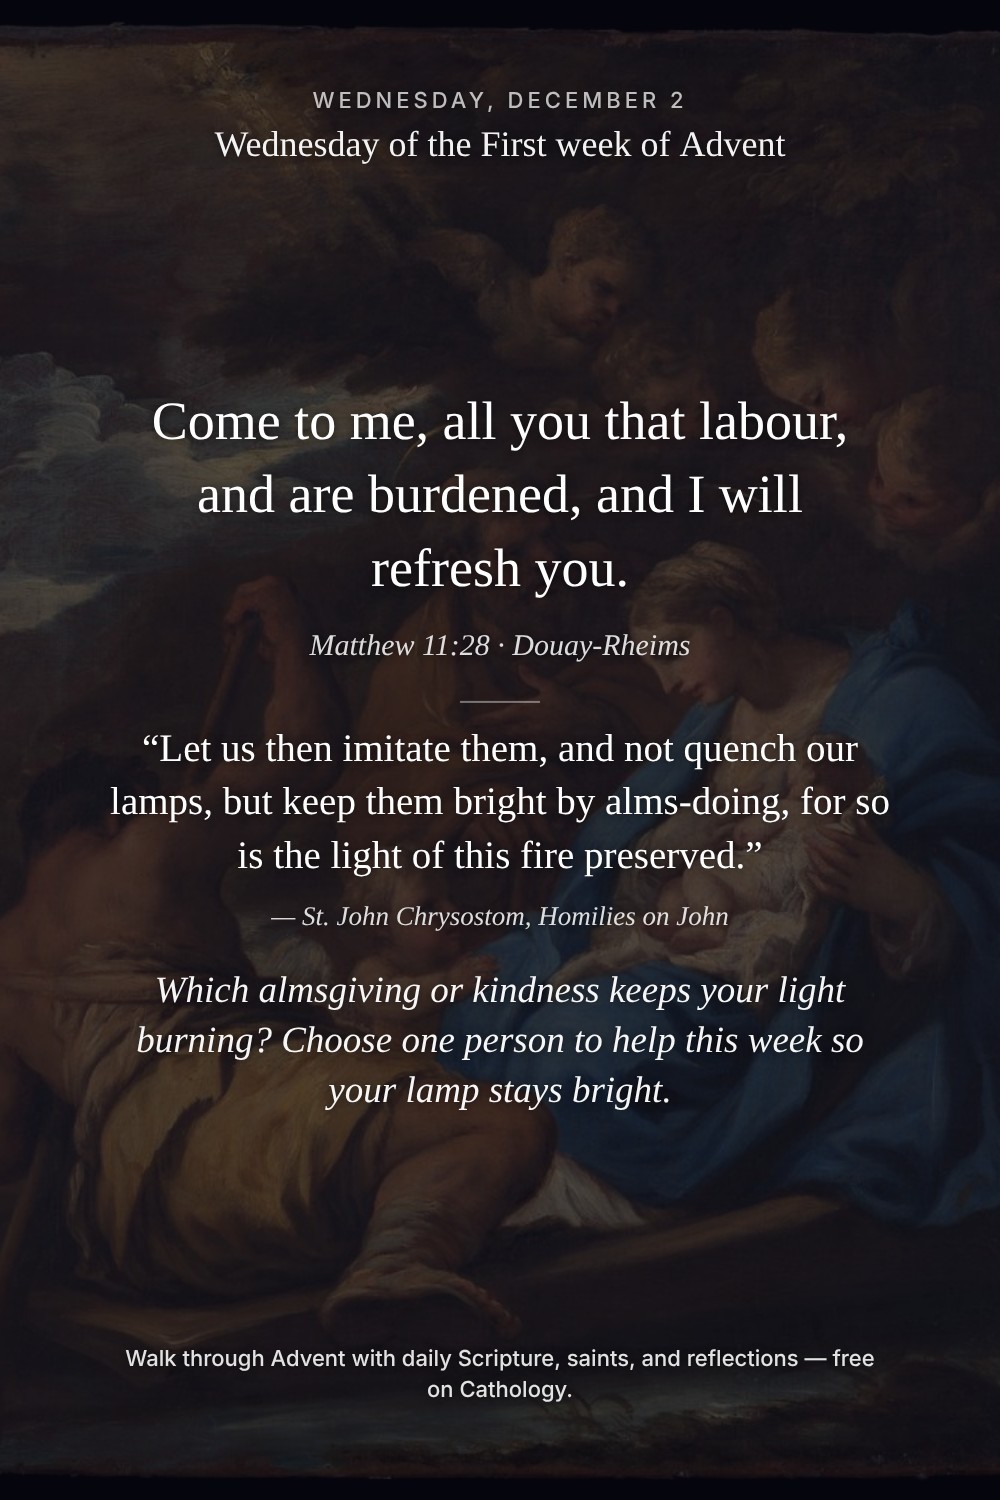 WEDNESDAY, DECEMBER 2
Wednesday of the First week of Advent
Come to me, all you that labour,
and are burdened, and I will
refresh you.
Matthew 11:28 · Douay-Rheims
“Let us then imitate them, and not quench our
lamps, but keep them bright by alms-doing, for so
is the light of this fire preserved.”
— St. John Chrysostom, Homilies on John
Which almsgiving or kindness keeps your light
burning? Choose one person to help this week so
your lamp stays bright.
Walk through Advent with daily Scripture, saints, and reflections — free
on Cathology.